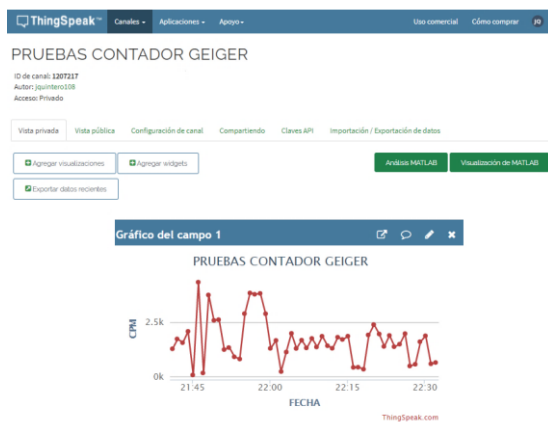 ThingSpeak™ Canales Aplicaciones Apoyo Uso comercial Cómo comprar JQ
PRUEBAS CONTADOR GEIGER
ID de canal: 1207217
Autor: jquintero108
Acceso: Privado
Vista privada Vista pública Configuración de canal Compartiendo Claves API Importación / Exportación de datos
Agregar visualizaciones Agregar widgets Análisis MATLAB Visualización de MATLAB
Exportar datos recientes
Gráfico del campo 1
PRUEBAS CONTADOR GEIGER
CPM
2.5k
0k
21:45 22:00 22:15 22:30
FECHA
ThingSpeak.com